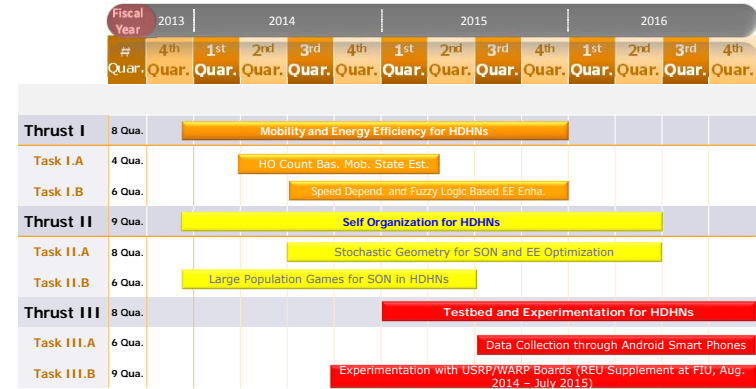 Fiscal Year 2013 2014 2015 2016
# Quar. 4th Quar. 1st Quar. 2nd Quar. 3rd Quar. 4th Quar. 1st Quar. 2nd Quar. 3rd Quar. 4th Quar. 1st Quar. 2nd Quar. 3rd Quar. 4th Quar.
Thrust I 8 Qua. Mobility and Energy Efficiency for HDHNs
Task I.A 4 Qua. HO Count Bas. Mob. State Est.
Task I.B 6 Qua. Speed Depend. and Fuzzy Logic Based EE Enha.
Thrust II 9 Qua. Self Organization for HDHNs
Task II.A 8 Qua. Stochastic Geometry for SON and EE Optimization
Task II.B 6 Qua. Large Population Games for SON in HDHNs
Thrust III 8 Qua. Testbed and Experimentation for HDHNs
Task III.A 6 Qua. Data Collection through Android Smart Phones
Task III.B 9 Qua. Experimentation with USRP/WARP Boards (REU Supplement at FIU, Aug.
2014 – July 2015)